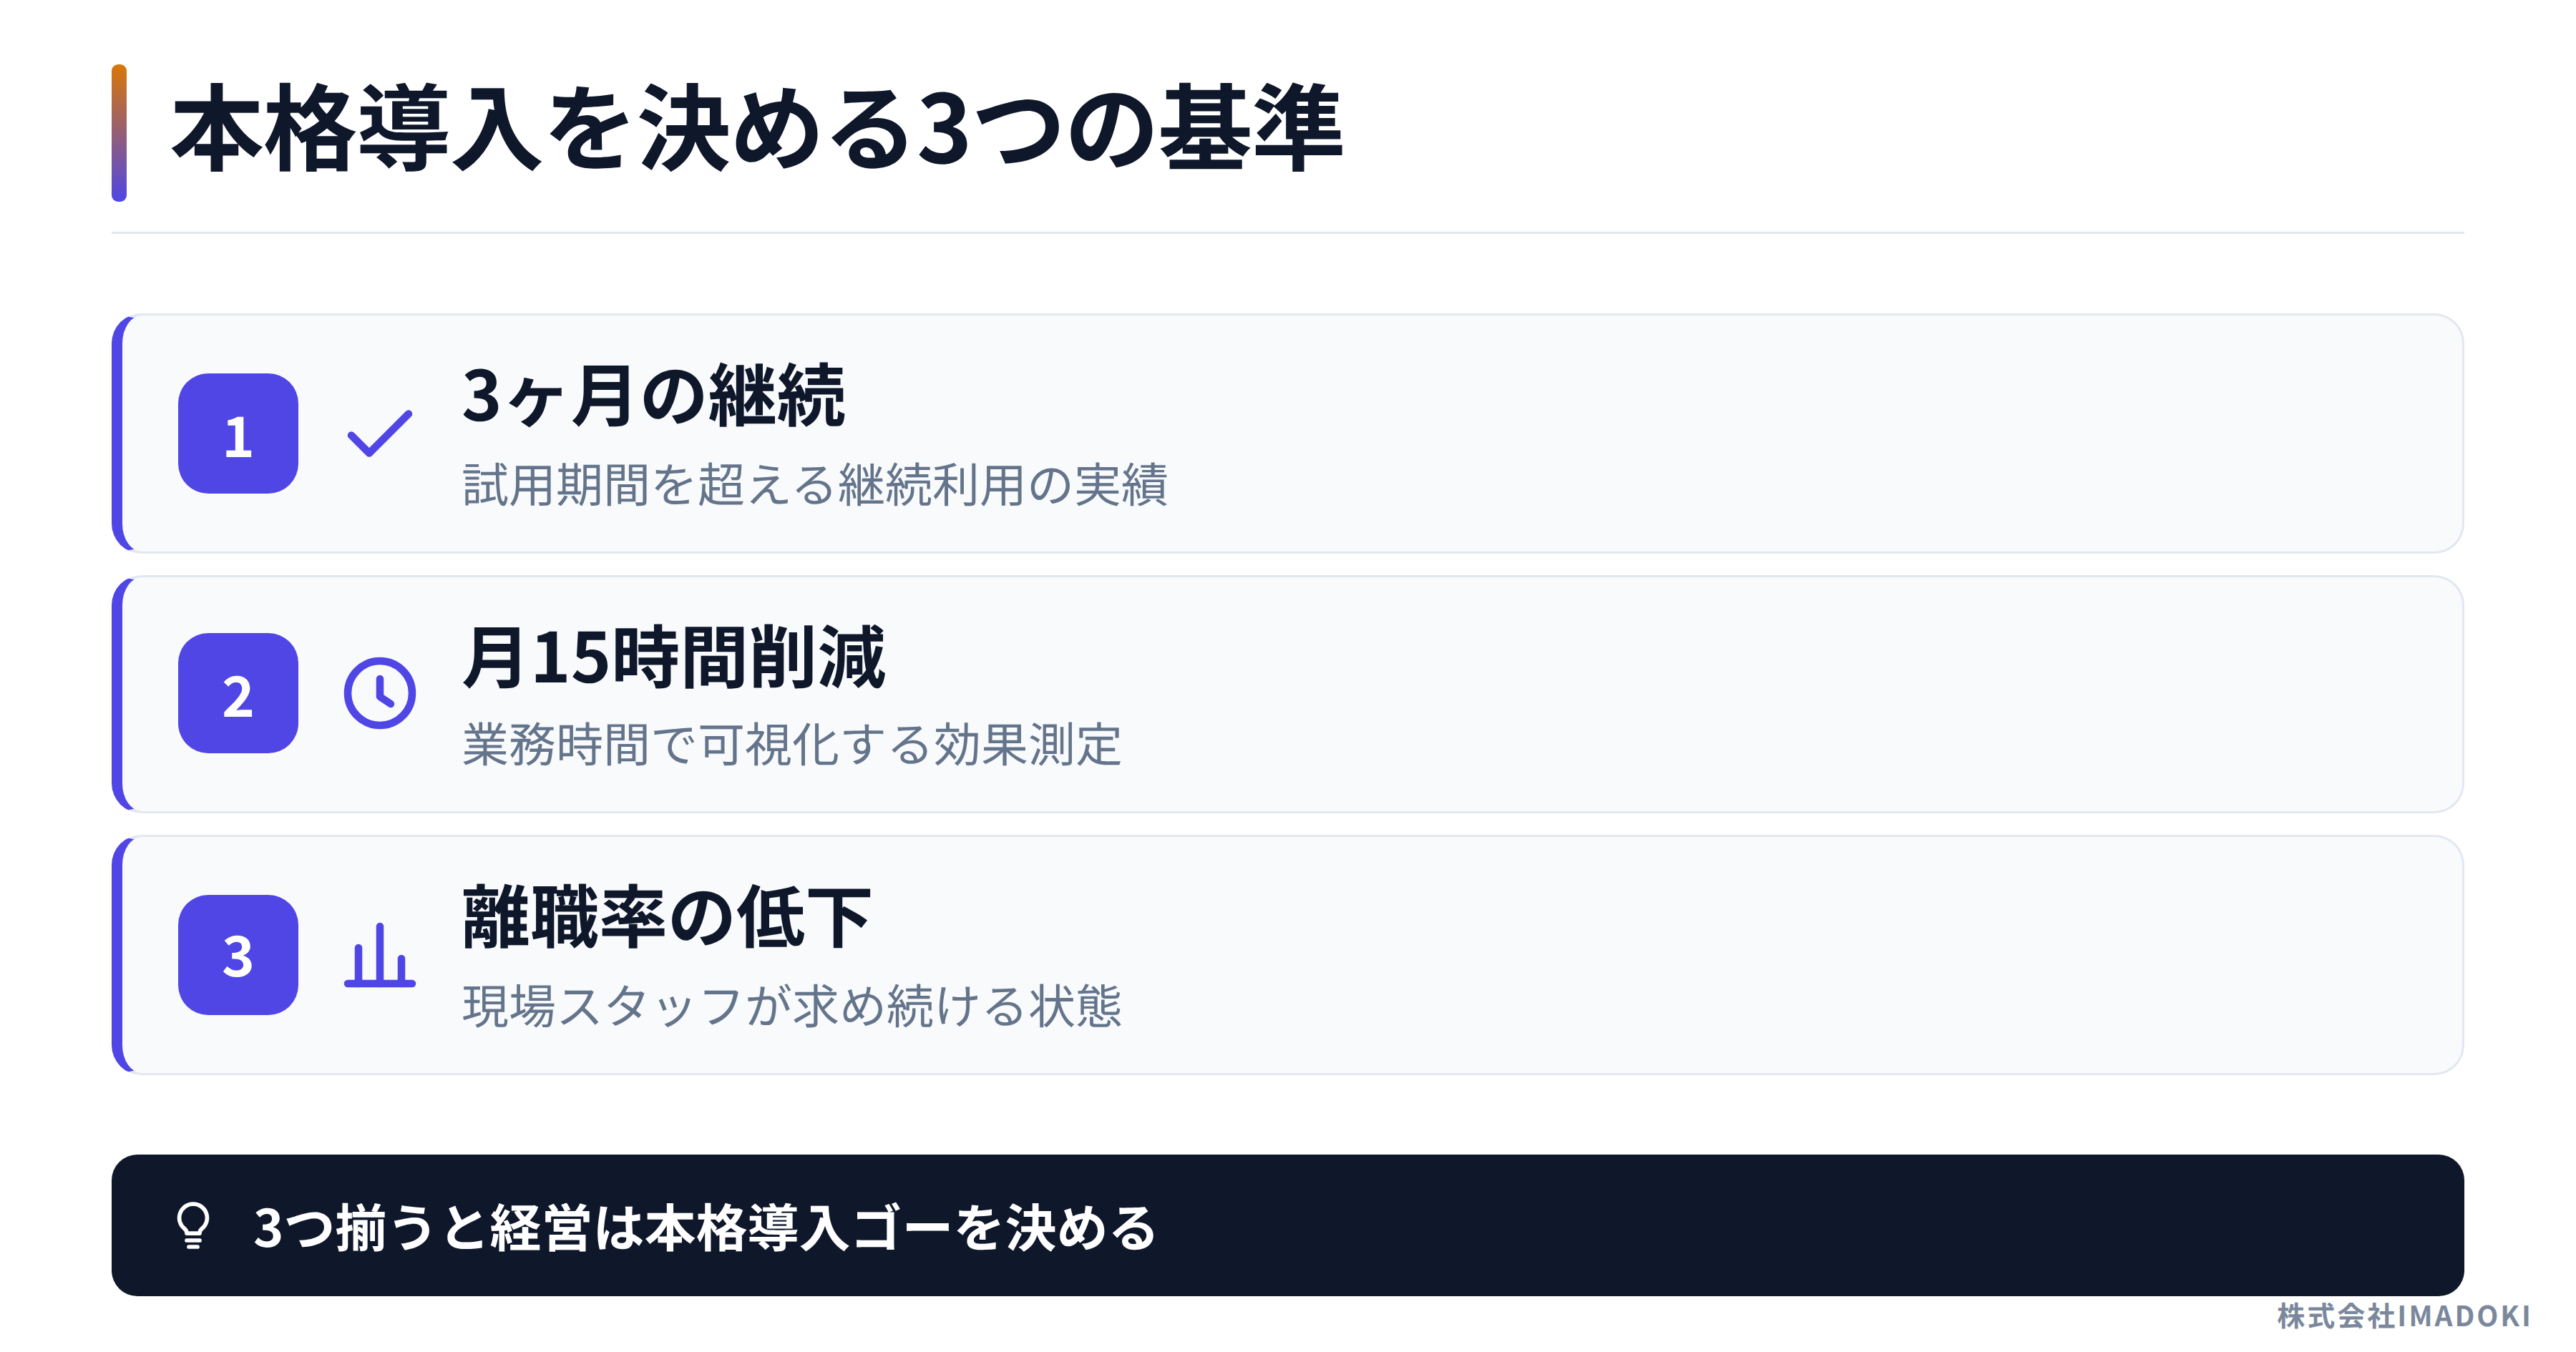 本格導入を決める3つの基準
1
3ヶ月の継続
試用期間を超える継続利用の実績
2
月15時間削減
業務時間で可視化する効果測定
3
離職率の低下
現場スタッフが求め続ける状態
3つ揃うと経営は本格導入ゴーを決める
株式会社IMADOKI